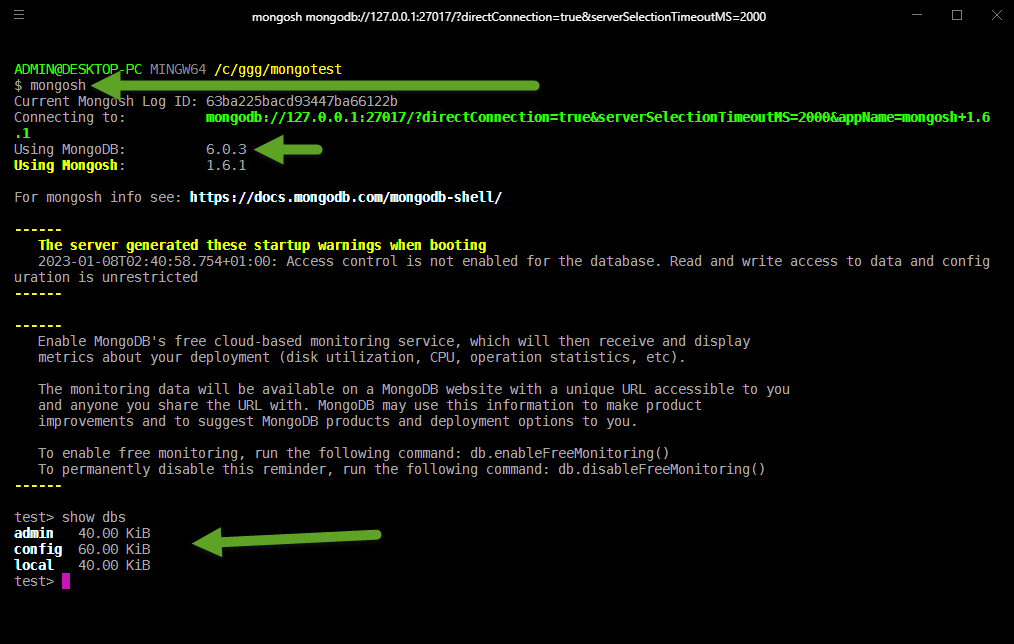 mongosh mongodb://127.0.0.1:27017/?directConnection=true&serverSelectionTimeoutMS=2000
ADMIN@DESKTOP-PC MINGW64 /c/ggg/mongotest
$ mongosh
Current Mongosh Log ID: 63ba225bacd93447ba66122b
Connecting to: mongodb://127.0.0.1:27017/?directConnection=true&serverSelectionTimeoutMS=2000&appName=mongosh+1.6
.1
Using MongoDB: 6.0.3
Using Mongosh: 1.6.1
For mongosh info see: https://docs.mongodb.com/mongodb-shell/
------
The server generated these startup warnings when booting
2023-01-08T02:40:58.754+01:00: Access control is not enabled for the database. Read and write access to data and config
uration is unrestricted
------
------
Enable MongoDB's free cloud-based monitoring service, which will then receive and display
metrics about your deployment (disk utilization, CPU, operation statistics, etc).
The monitoring data will be available on a MongoDB website with a unique URL accessible to you
and anyone you share the URL with. MongoDB may use this information to make product
improvements and to suggest MongoDB products and deployment options to you.
To enable free monitoring, run the following command: db.enableFreeMonitoring()
To permanently disable this reminder, run the following command: db.disableFreeMonitoring()
------
test> show dbs
admin 40.00 KiB
config 60.00 KiB
local 40.00 KiB
test>